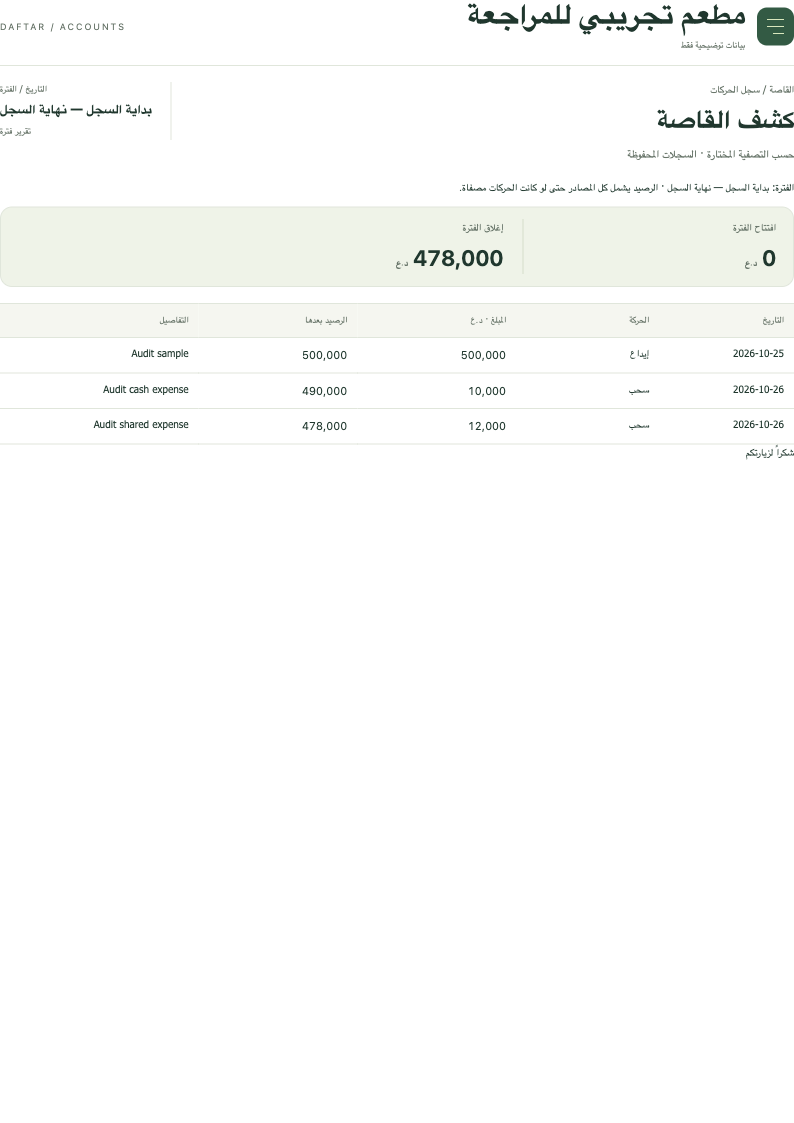 مطعم تجريبي للمراجعة
بيانات توضيحية فقط
DAFTAR / ACCOUNTS
القاصة / سجل الحركات
كشف القاصة
حسب التصفية المختارة · السجلات المحفوظة
التاريخ / الفترة
بداية السجل — نهاية السجل
تقرير فترة
الفترة: بداية السجل — نهاية السجل · الرصيد يشمل كل المصادر حتى لو كانت الحركات مصفاة.
افتتاح الفترة
0 د.ع
إغلاق الفترة
478,000 د.ع
التاريخ الحركة المبلغ · د.ع الرصيد بعدها التفاصيل
2026-10-25 إيداع 500,000 500,000 Audit sample
2026-10-26 سحب 10,000 490,000 Audit cash expense
2026-10-26 سحب 12,000 478,000 Audit shared expense
شكراً لزيارتكم